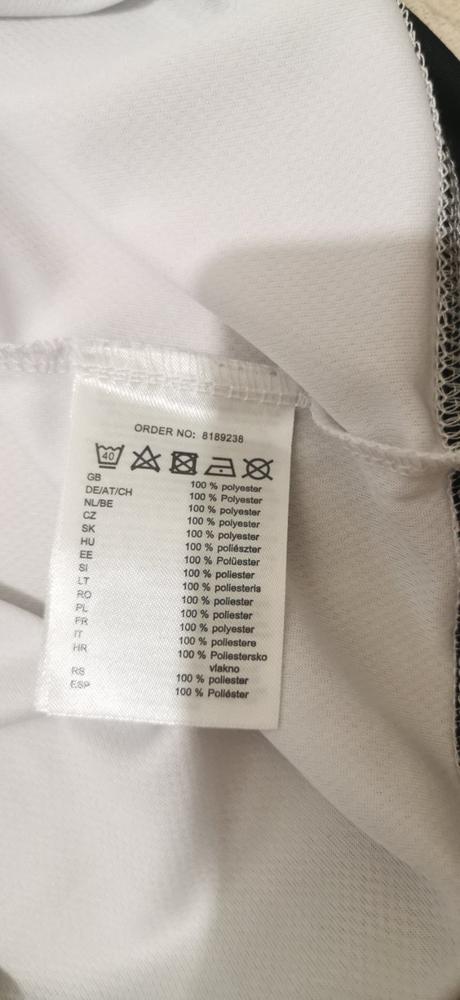 ORDER NO: 8189238
40
GB 100 % polyester
DE/AT/CH 100 % Polyester
NL/BE 100 % polyester
CZ 100 % polyester
SK 100 % polyester
HU 100 % poliészter
EE 100 % Polüester
SI 100 % poliester
LT 100 % poliesteris
RO 100 % poliester
PL 100 % poliester
FR 100 % polyester
IT 100 % poliestere
HR 100 % Poliestersko
vlakno
RS 100 % poliester
ESP 100 % Poliéster